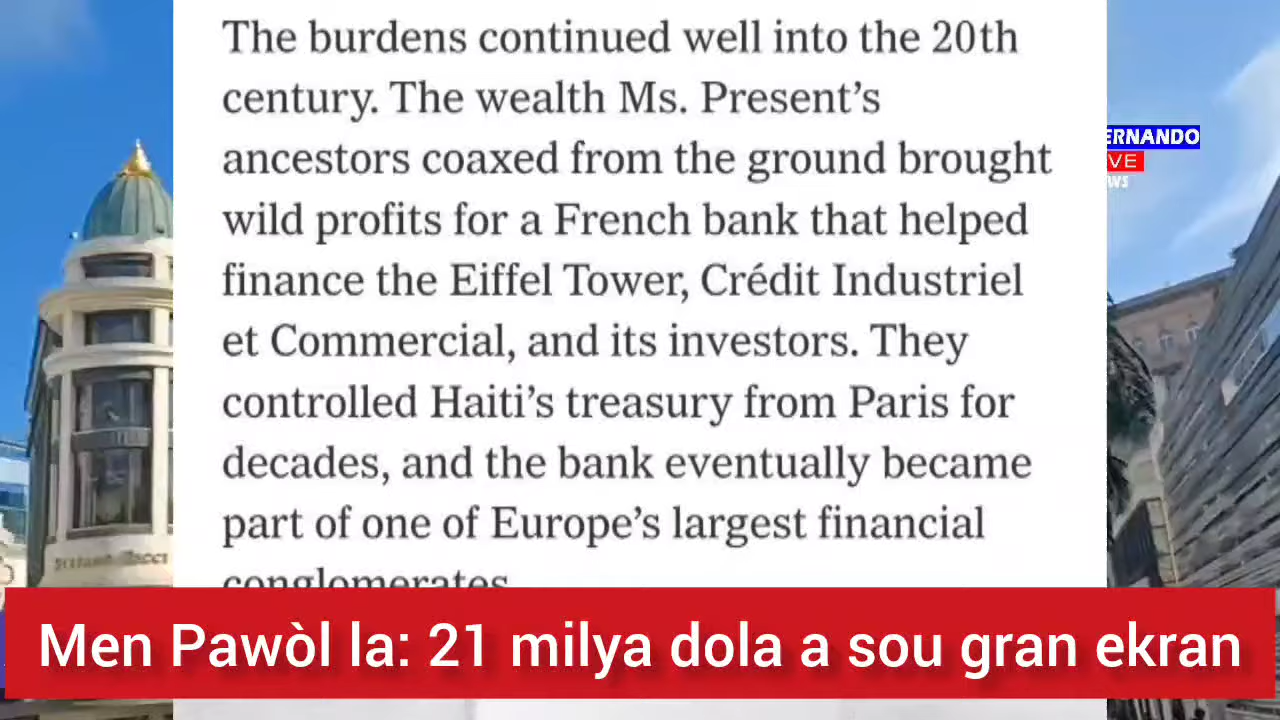 The burdens continued well into the 20th
century. The wealth Ms. Present’s
ancestors coaxed from the ground brought
wild profits for a French bank that helped
finance the Eiffel Tower, Crédit Industriel
et Commercial, and its investors. They
controlled Haiti’s treasury from Paris for
decades, and the bank eventually became
part of one of Europe’s largest financial
conglomerates.
ERNANDO
VE
WS
Men Pawòl la: 21 milya dola a sou gran ekran